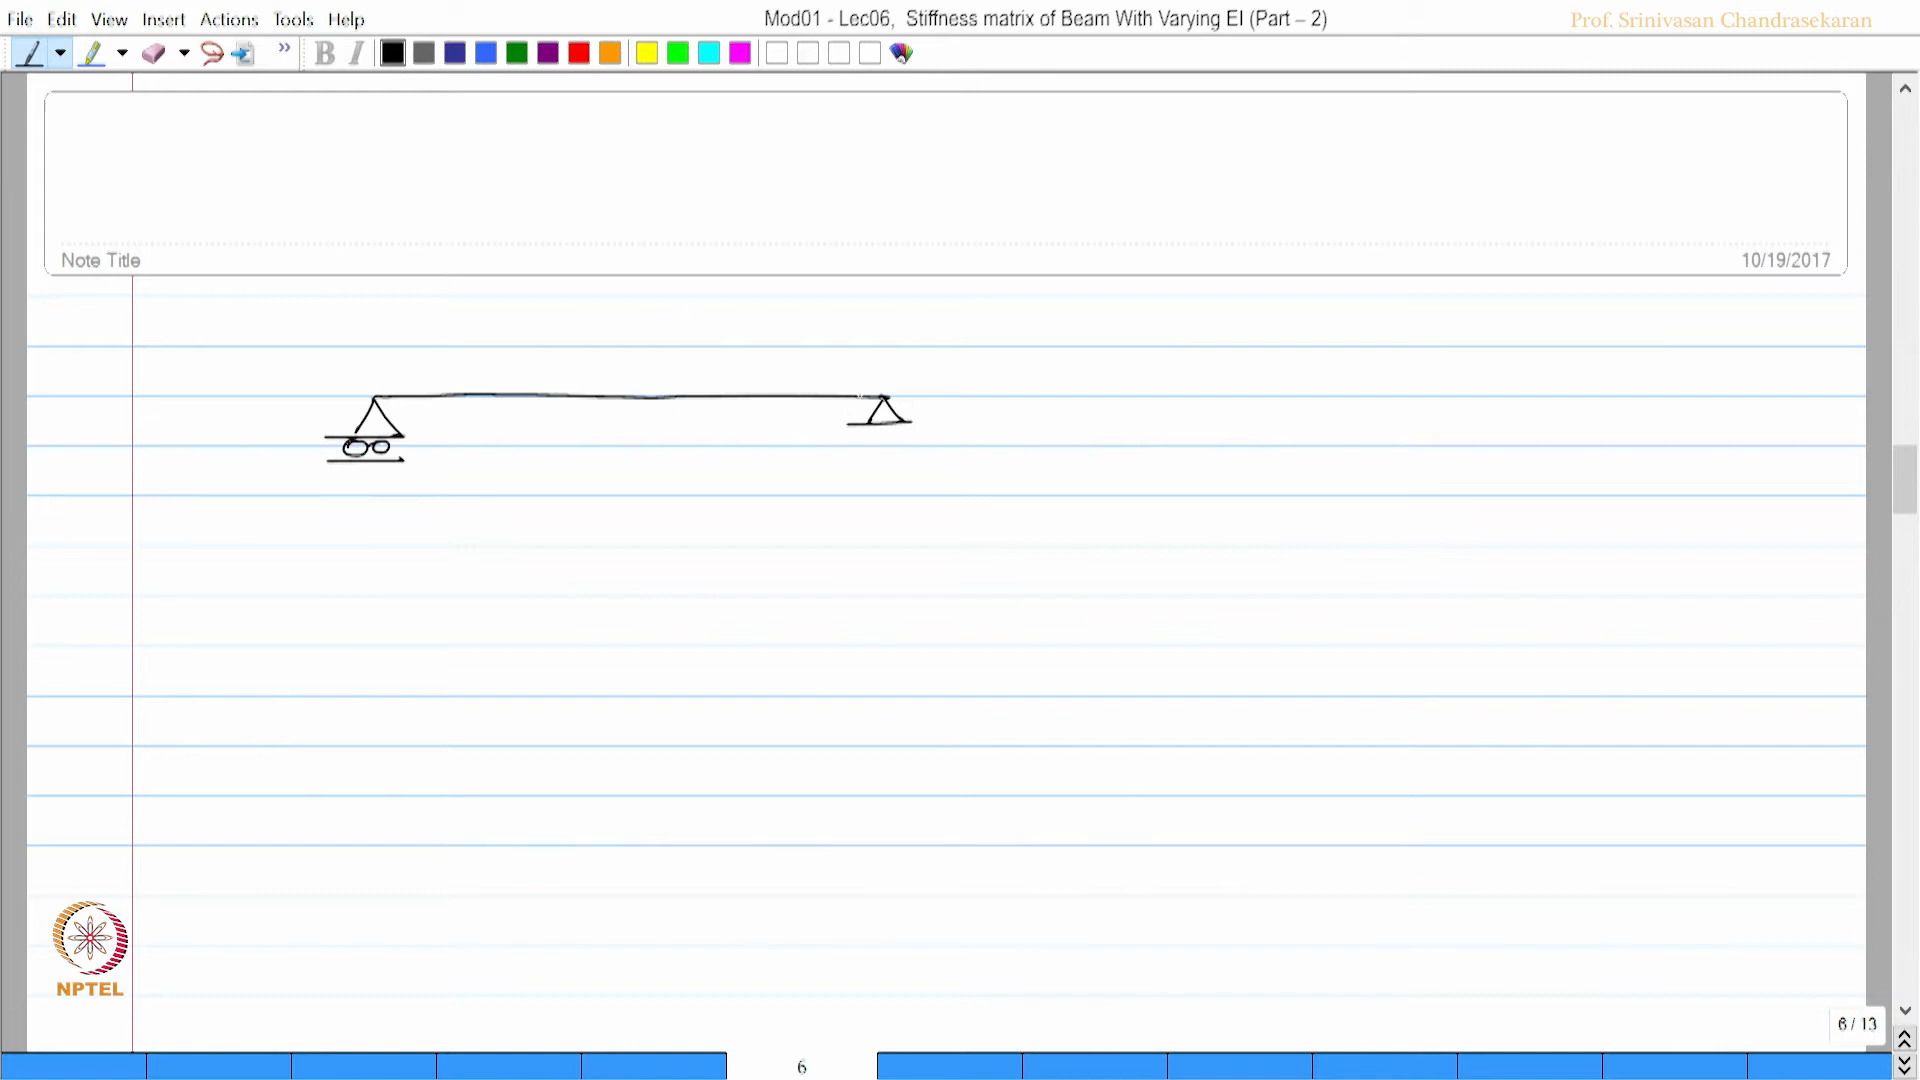 File Edit View Insert Actions Tools Help
Mod01 - Lec06, Stiffness matrix of Beam With Varying EI (Part – 2)
Prof. Srinivasan Chandrasekaran
B I
Note Title
10/19/2017
NPTEL
6 / 13
6